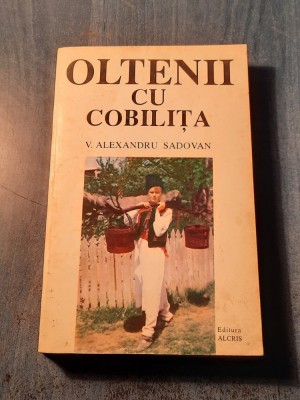 OLTENII
CU
COBILIȚA
V. ALEXANDRU SADOVAN
Editura
ALCRIS